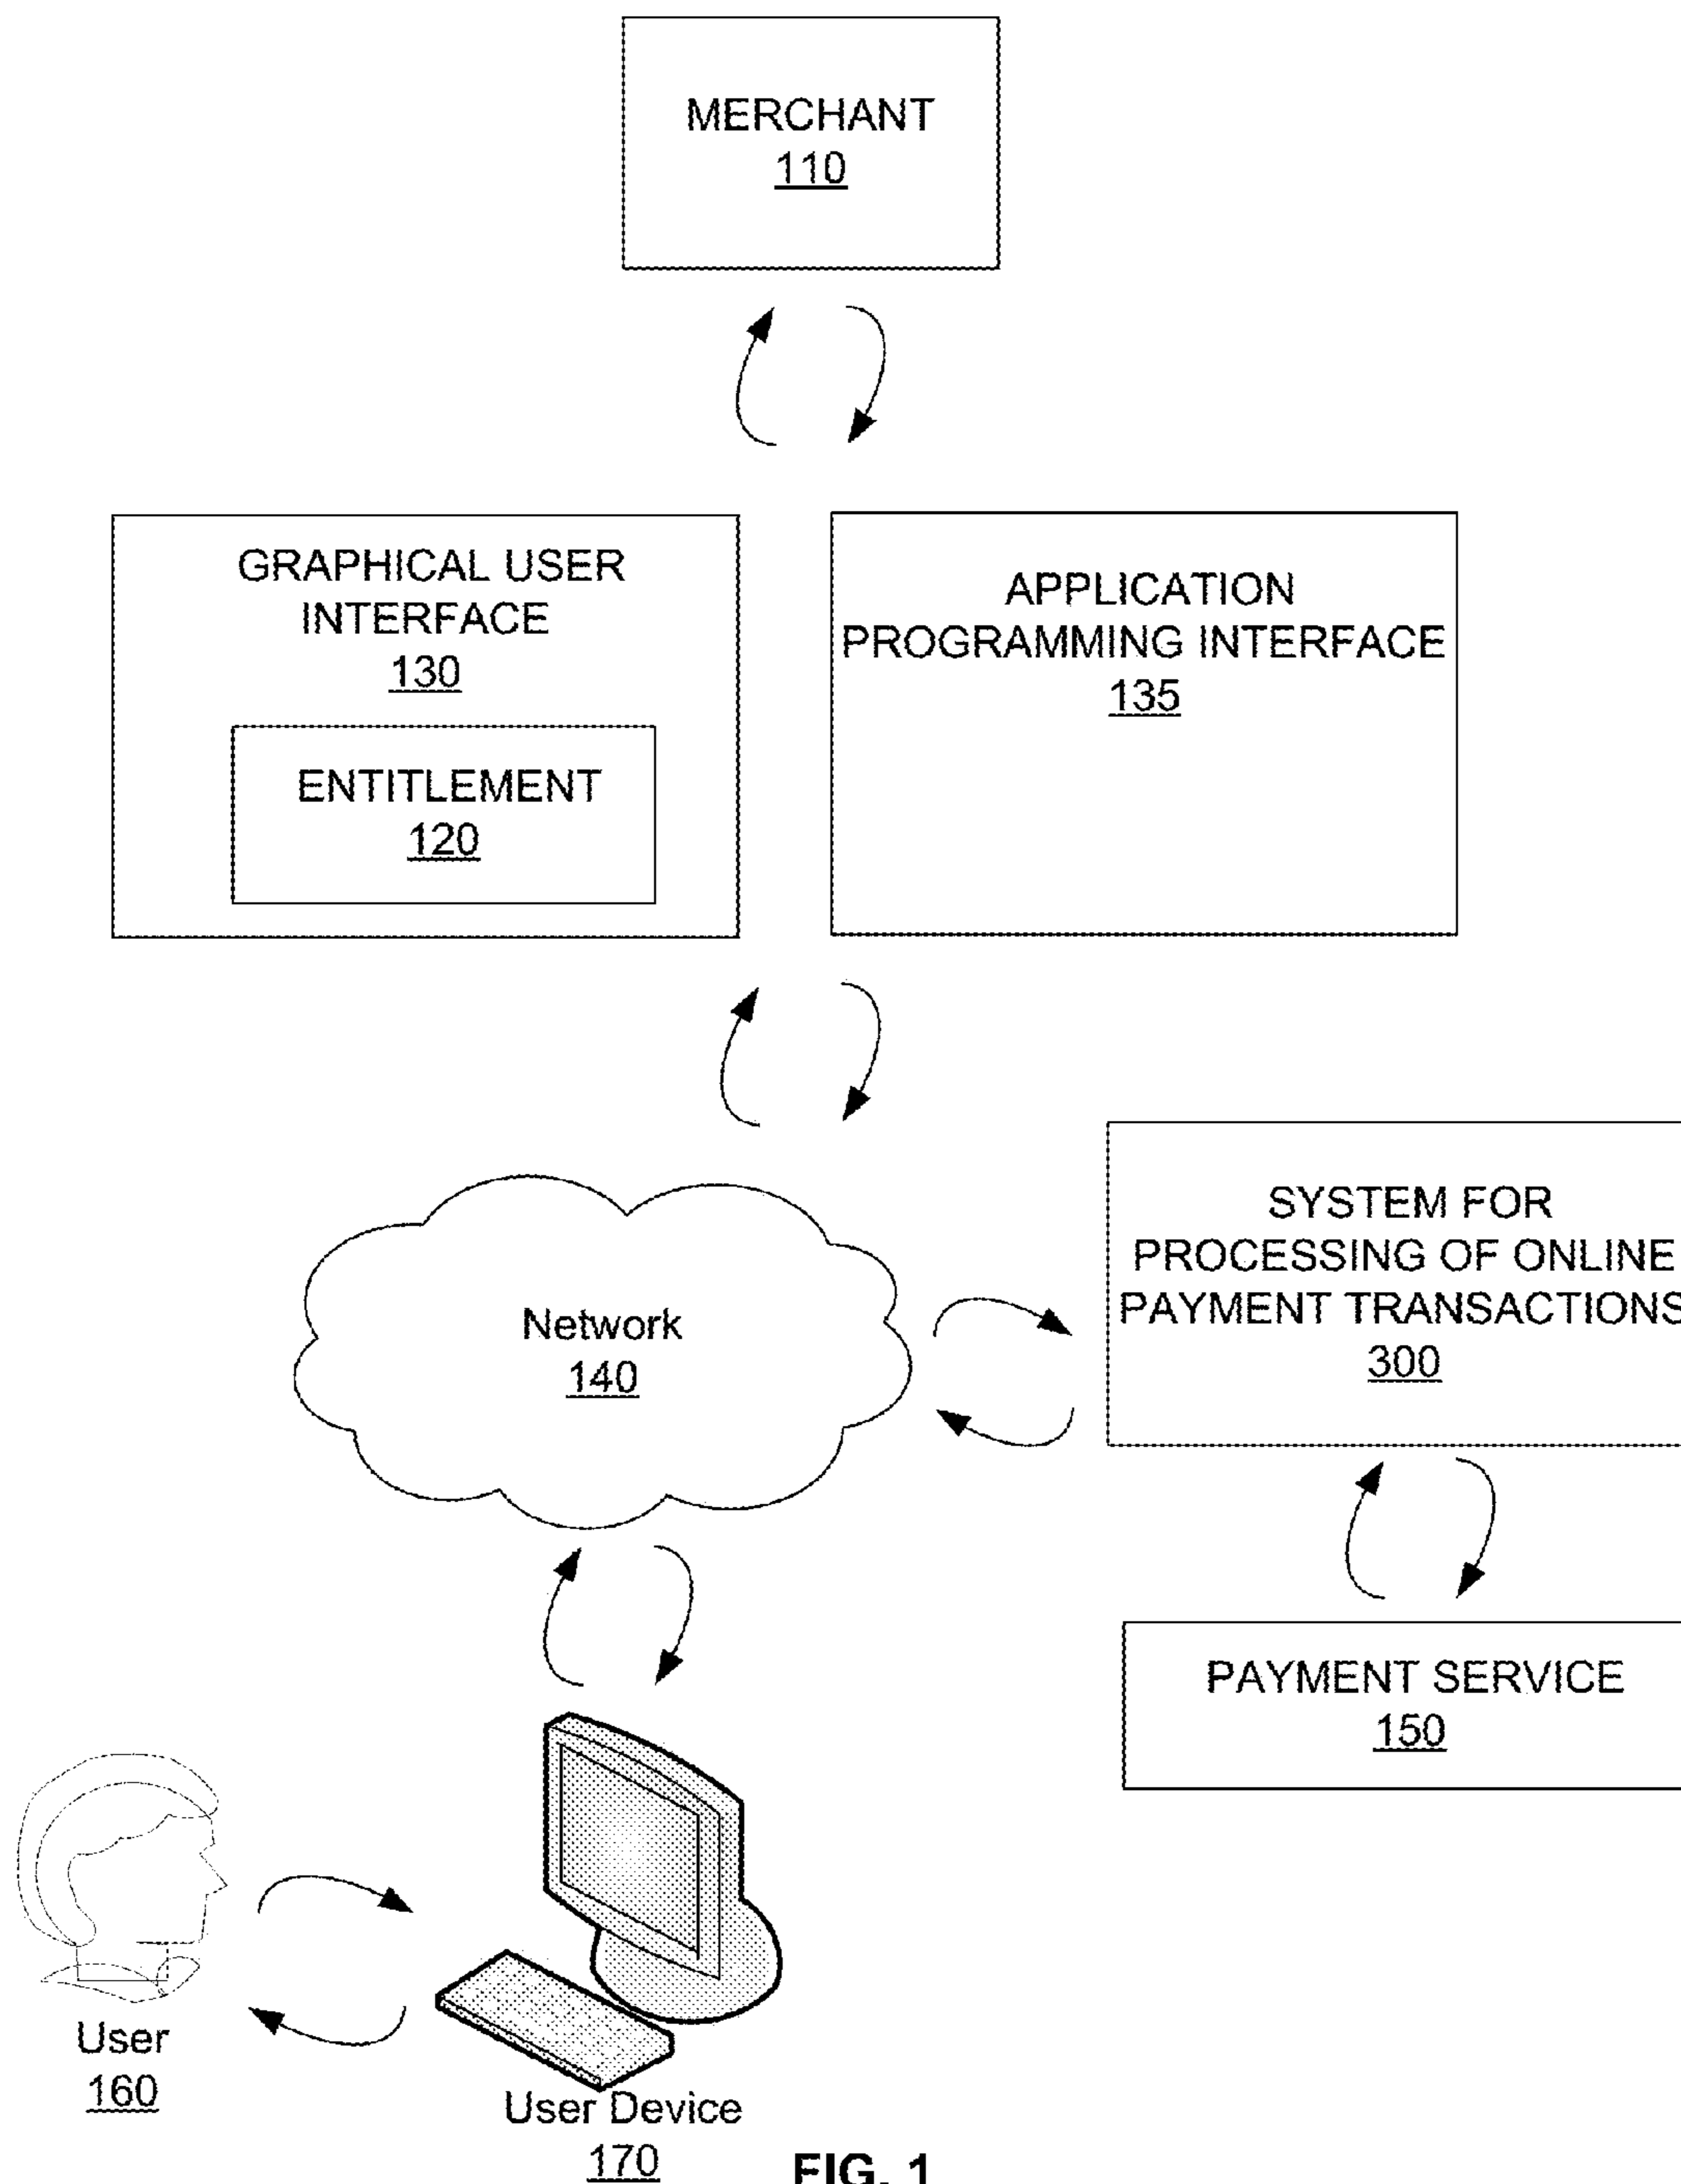 MERCHANT
110
GRAPHICAL USER
INTERFACE
130
ENTITLEMENT
120
APPLICATION
PROGRAMMING INTERFACE
135
SYSTEM FOR
PROCESSING OF ONLINE
PAYMENT TRANSACTIONS
300
Network
140
PAYMENT SERVICE
150
User
160
User Device
170
FIG. 1